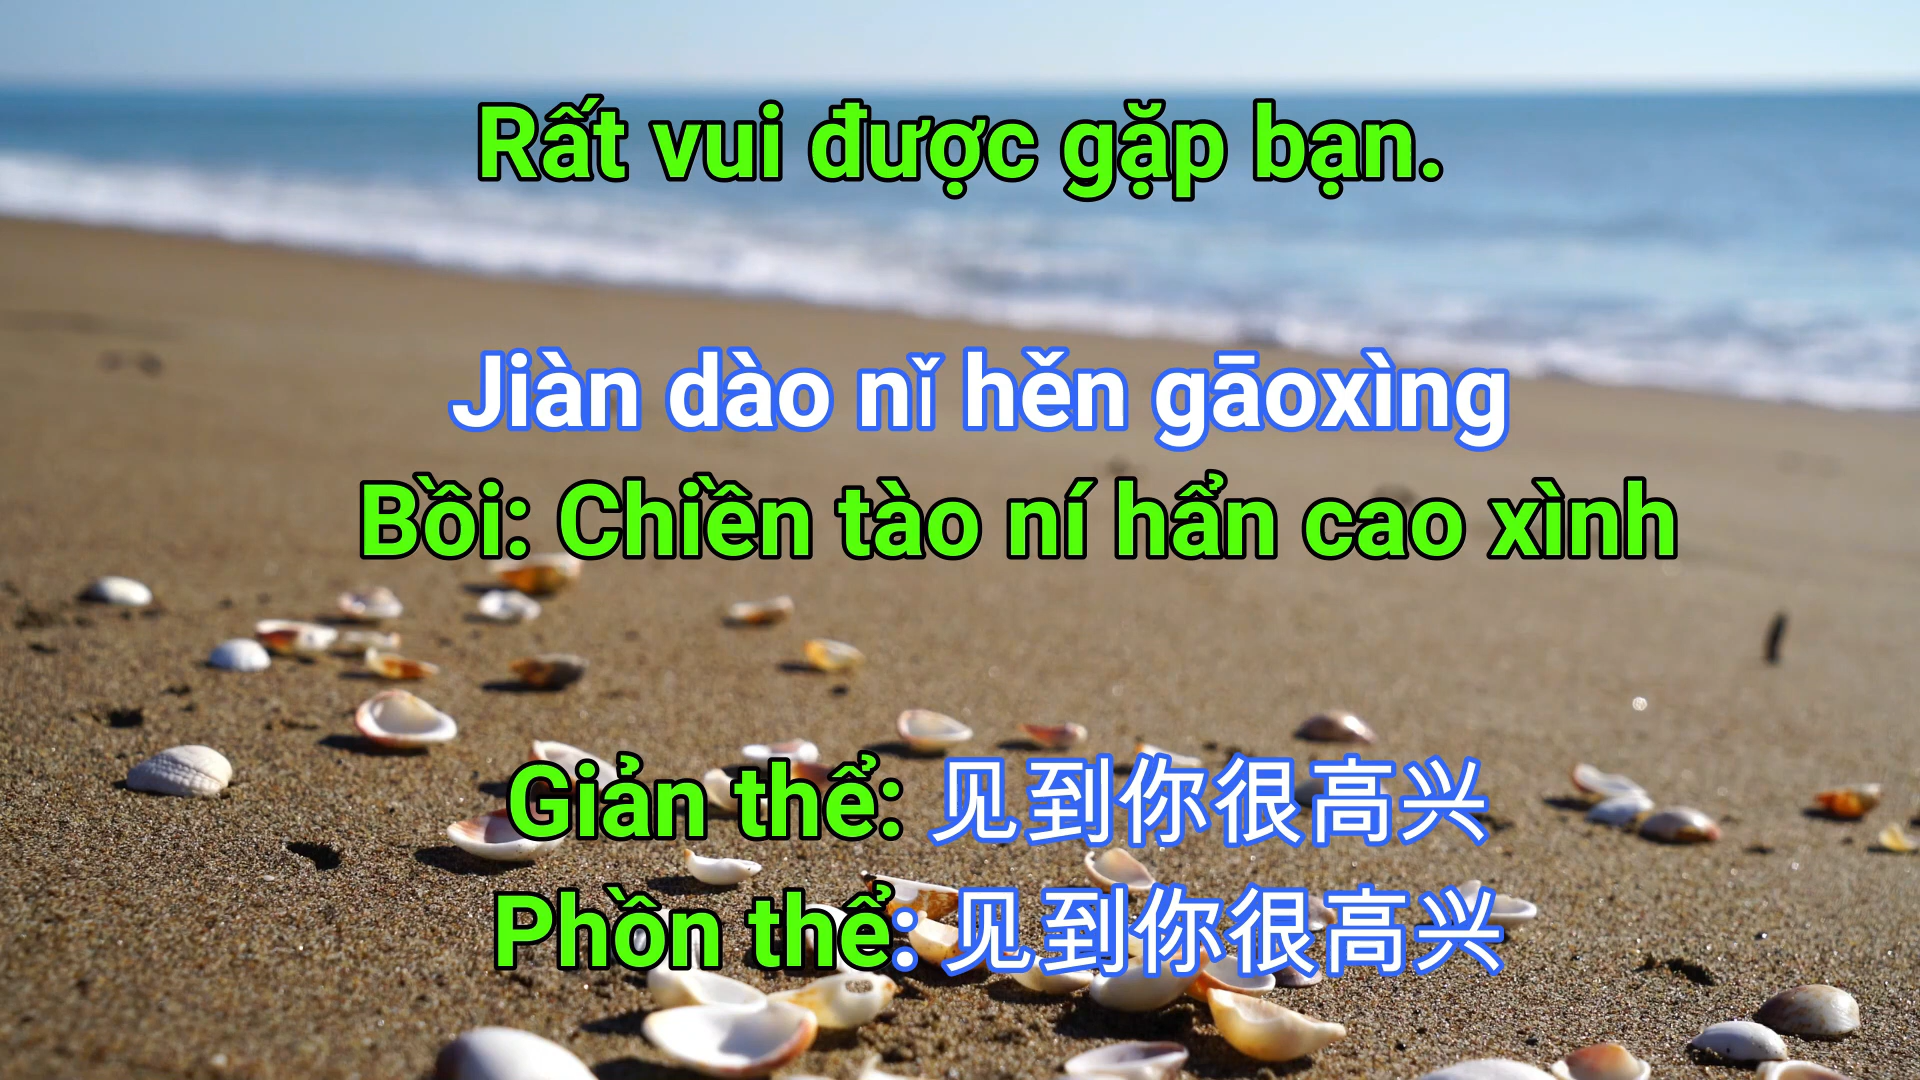 Rất vui được gặp bạn.
Jiàn dào nǐ hěn gāoxìng
Bồi: Chiền tào ní hẩn cao xình
Giản thể: 见到你很高兴
Phồn thể: 见到你很高兴